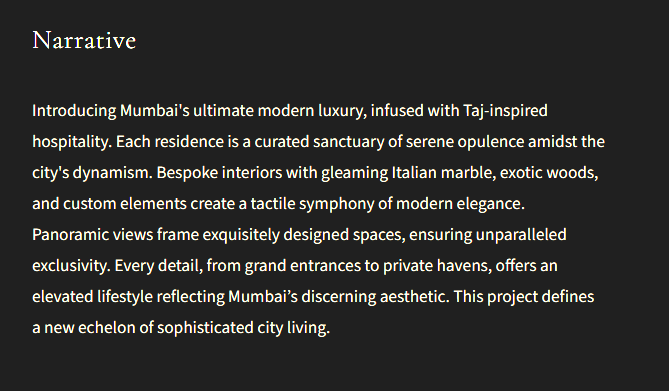 Narrative
Introducing Mumbai's ultimate modern luxury, infused with Taj-inspired
hospitality. Each residence is a curated sanctuary of serene opulence amidst the
city's dynamism. Bespoke interiors with gleaming Italian marble, exotic woods,
and custom elements create a tactile symphony of modern elegance.
Panoramic views frame exquisitely designed spaces, ensuring unparalleled
exclusivity. Every detail, from grand entrances to private havens, offers an
elevated lifestyle reflecting Mumbai’s discerning aesthetic. This project defines
a new echelon of sophisticated city living.